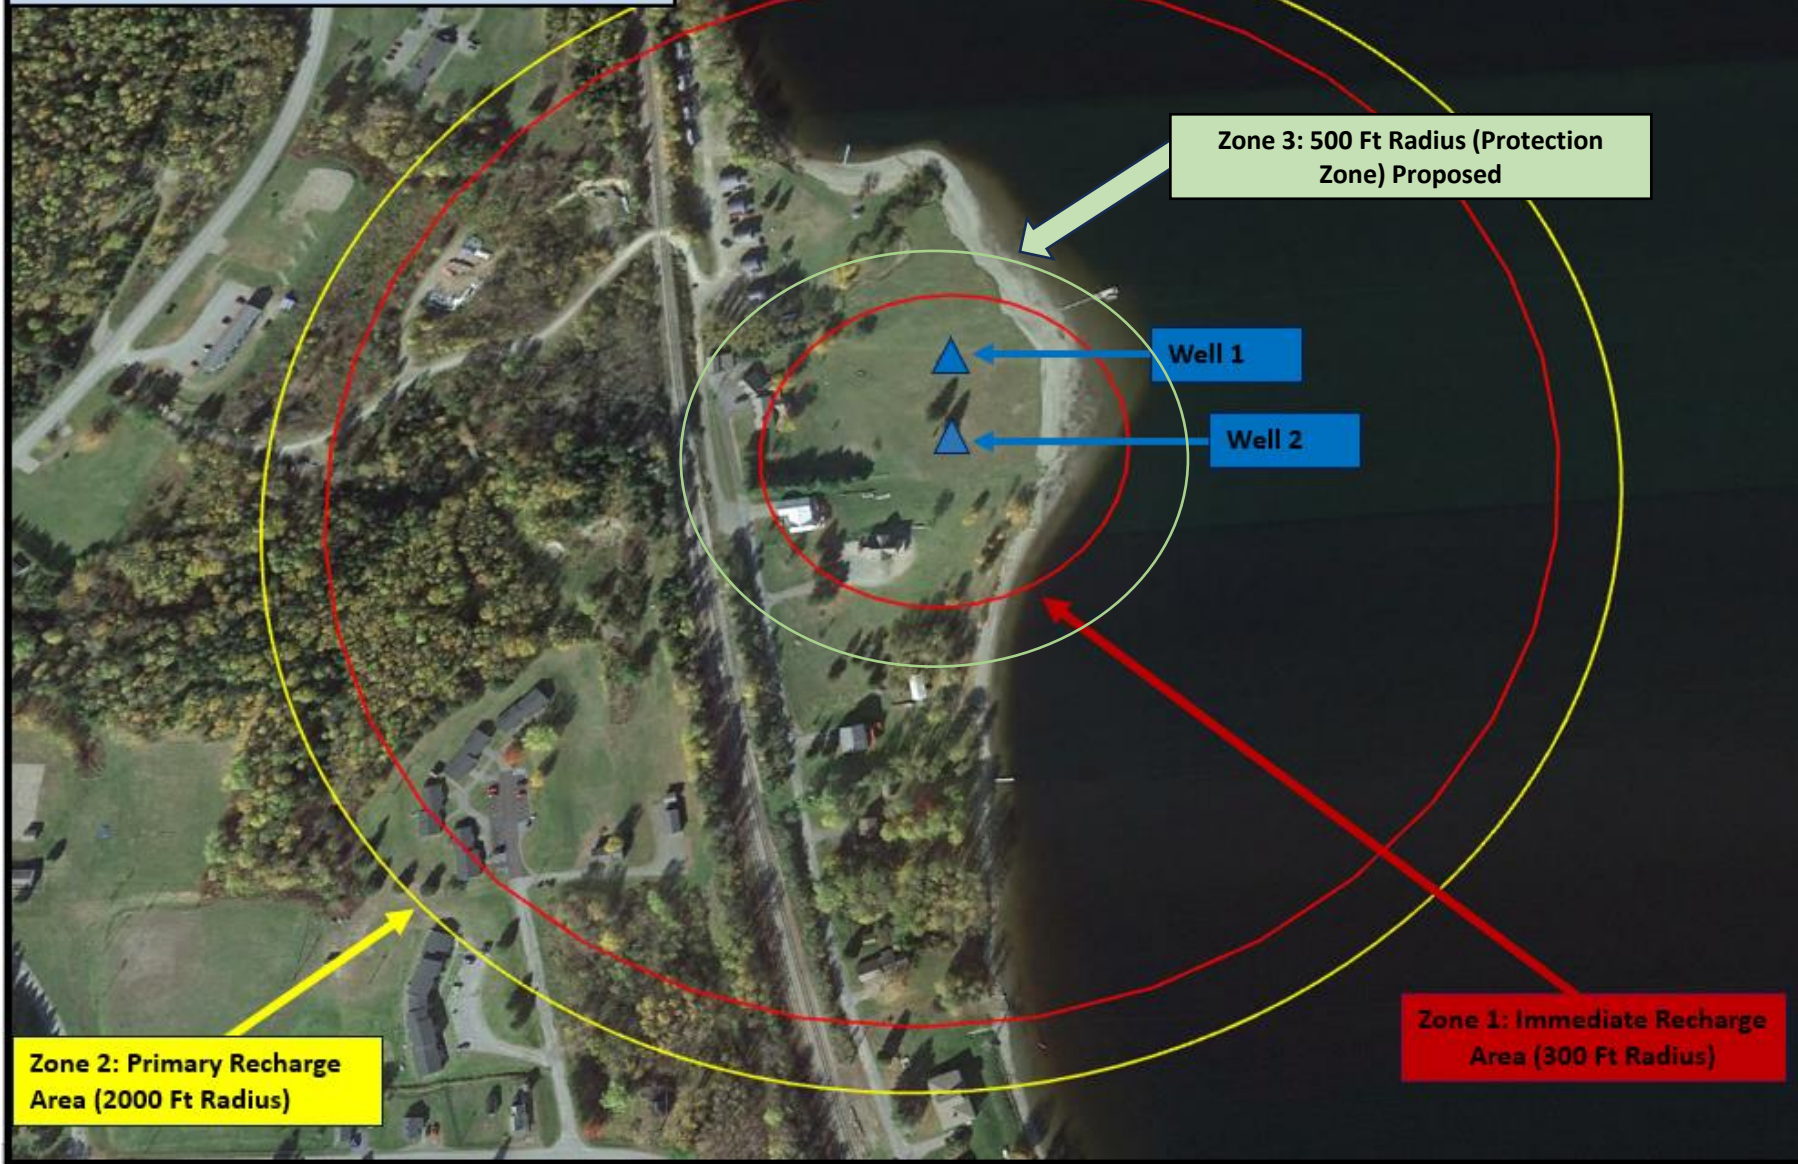 Zone 3: 500 Ft Radius (Protection
Zone) Proposed
Well 1
Well 2
Zone 1: Immediate Recharge
Area (300 Ft Radius)
Zone 2: Primary Recharge
Area (2000 Ft Radius)